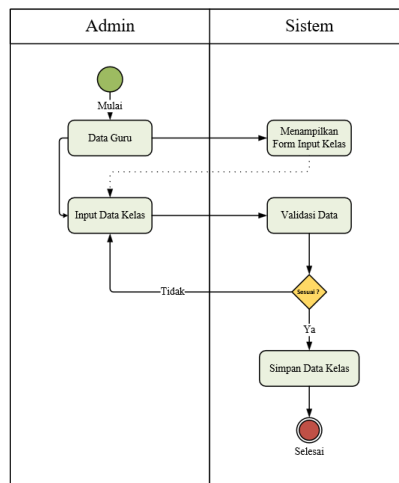 Admin
Sistem
Mulai
Data Guru
Menampilkan
Form Input Kelas
Input Data Kelas
Validasi Data
Sesuai ?
Tidak
Ya
Simpan Data Kelas
Selesai